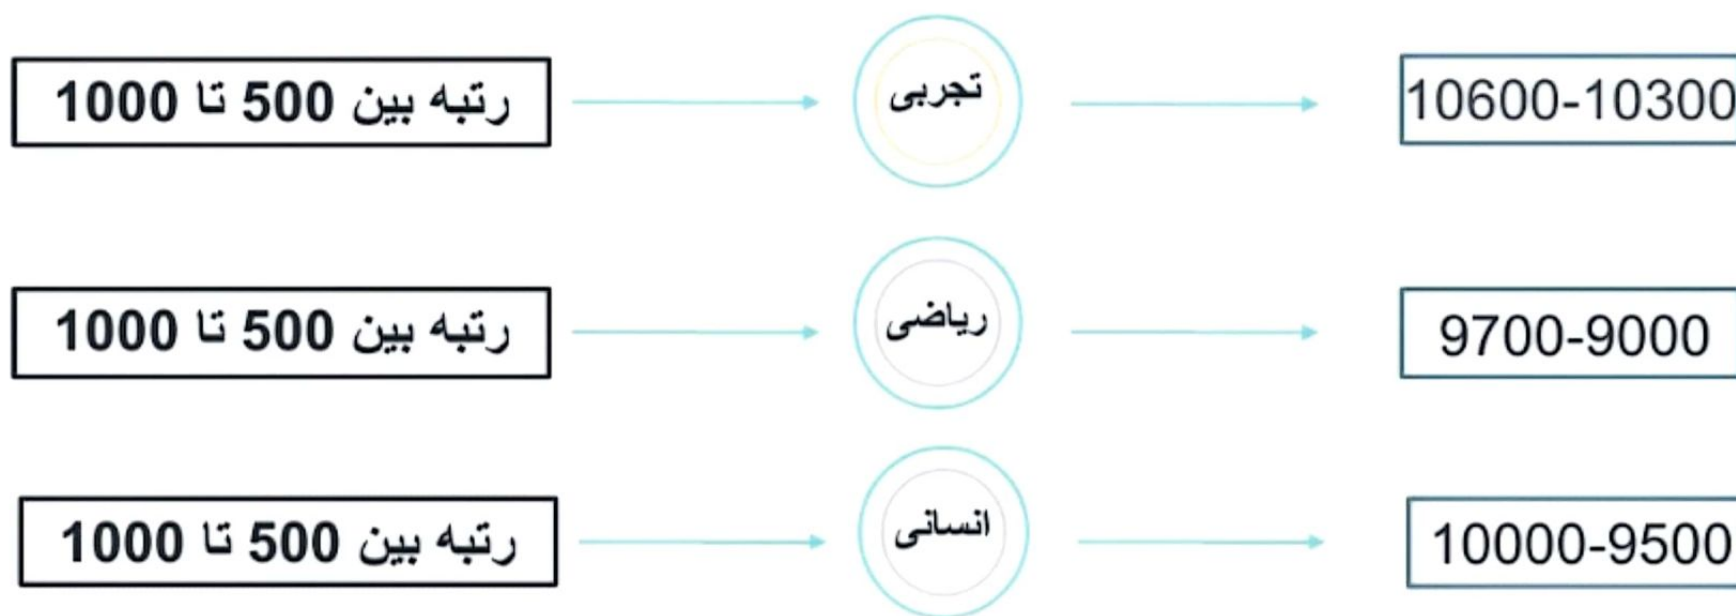 رتبه بین 500 تا 1000
تجربی
10600-10300
رتبه بین 500 تا 1000
ریاضی
9700-9000
رتبه بین 500 تا 1000
انسانی
10000-9500